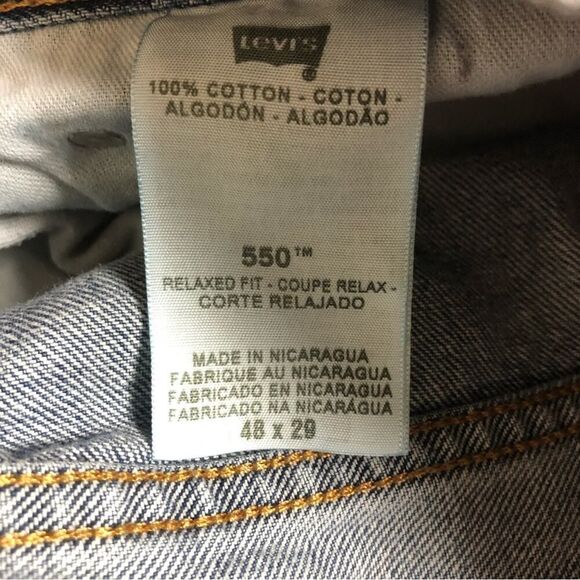 Levi's
®
100% COTTON - COTON -
ALGODÓN - ALGODÃO
550™
RELAXED FIT - COUPE RELAX -
CORTE RELAJADO
MADE IN NICARAGUA
FABRIQUE AU NICARAGUA
FABRICADO EN NICARAGUA
FABRICADO NA NICARÁGUA
48 x 29